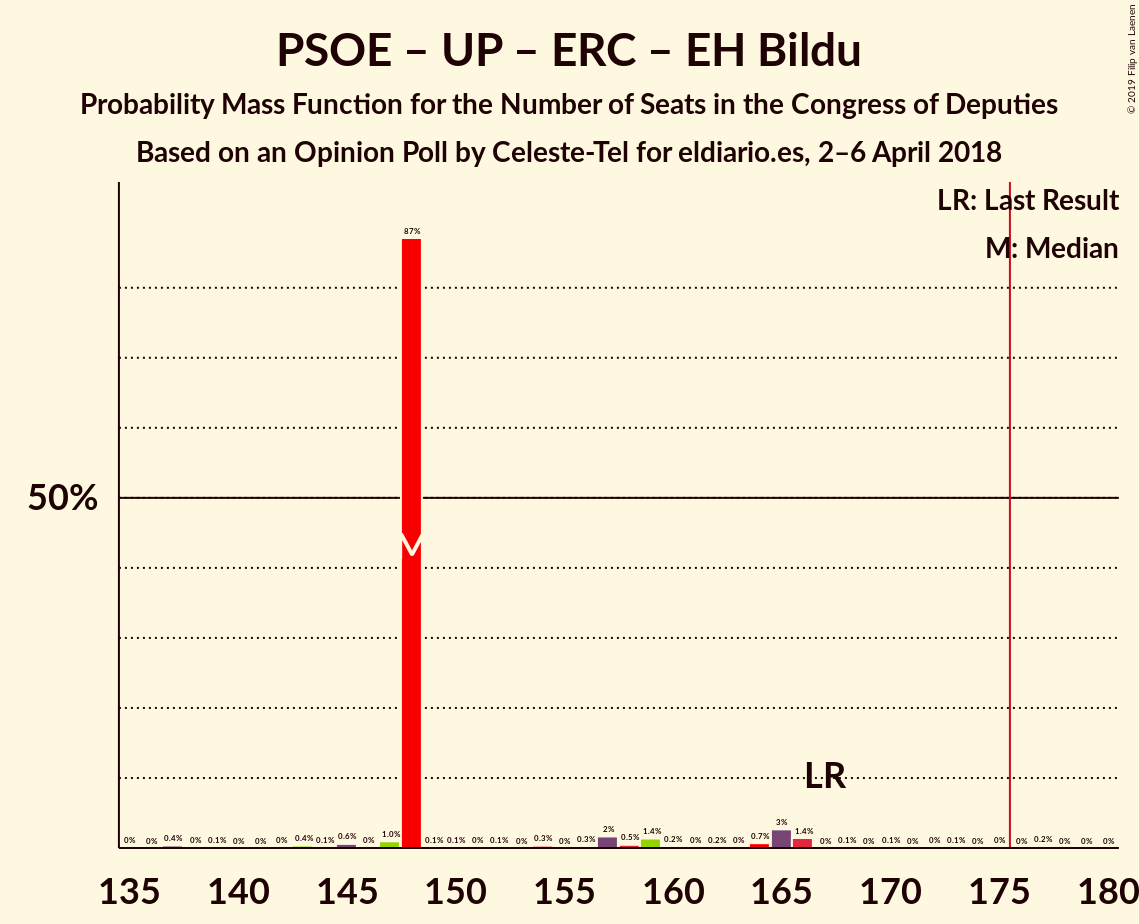 PSOE – UP – ERC – EH Bildu
Probability Mass Function for the Number of Seats in the Congress of Deputies
Based on an Opinion Poll by Celeste-Tel for eldiario.es, 2–6 April 2018
© 2019 Filip van Laenen
LR: Last Result
M: Median
50%
87%
M
LR
0% 0% 0.4% 0% 0.1% 0% 0% 0% 0.4% 0.1% 0.6% 0% 1.0% 0.1% 0.1% 0% 0.1% 0% 0.3% 0% 0.3% 2% 0.5% 1.4% 0.2% 0% 0.2% 0% 0.7% 3% 1.4% 0% 0.1% 0% 0.1% 0% 0% 0.1% 0% 0% 0% 0.2% 0% 0% 0%
135 140 145 150 155 160 165 170 175 180